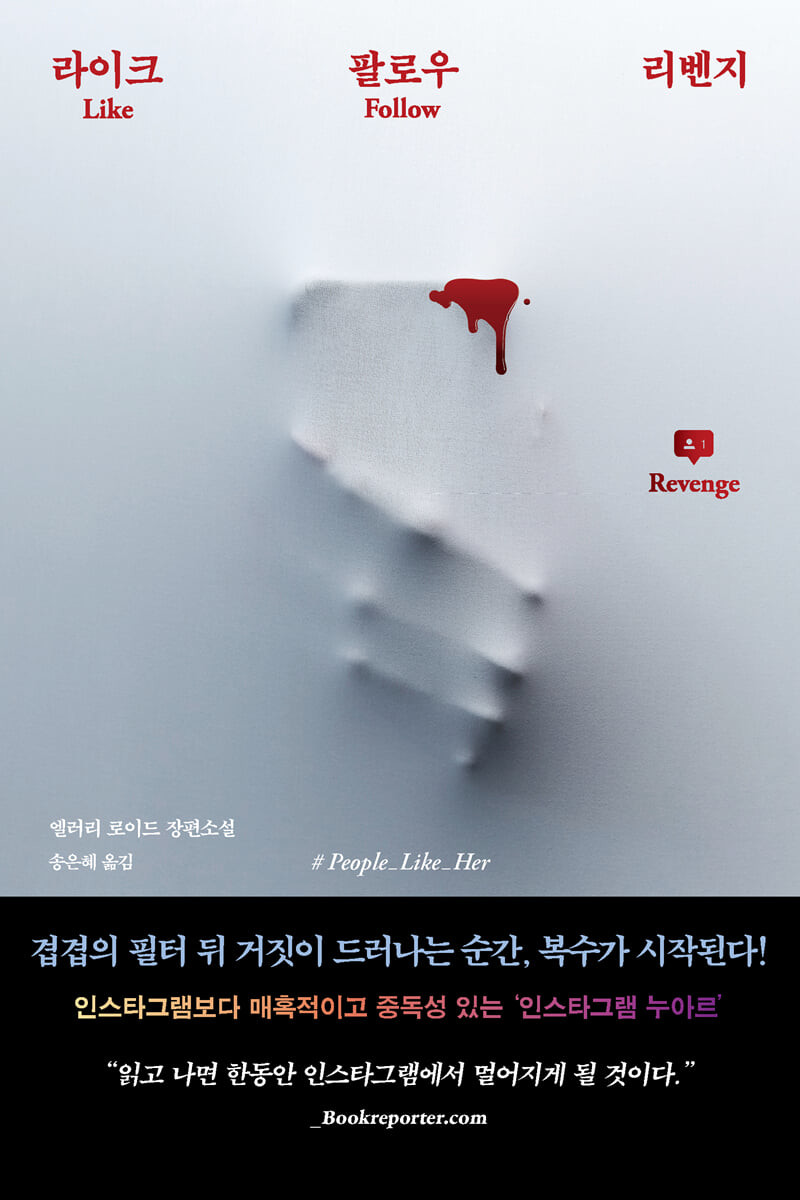 라이크 팔로우 리벤지
Like Follow
1
Revenge
엘러리 로이드 장편소설
송은혜 옮김
# People_Like_Her
겹겹의 필터 뒤 거짓이 드러나는 순간, 복수가 시작된다!
인스타그램보다 매혹적이고 중독성 있는 ‘인스타그램 누아르’
“읽고 나면 한동안 인스타그램에서 멀어지게 될 것이다.”
_Bookreporter.com